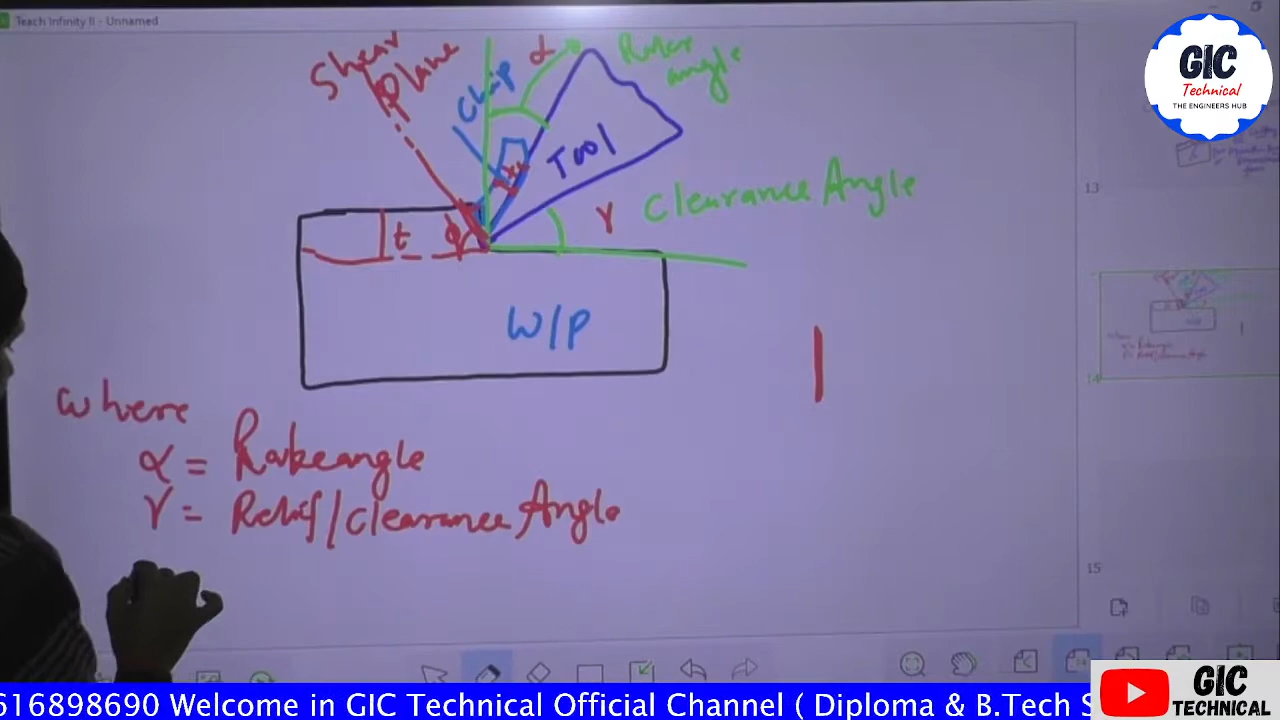 Teach Infinity II - Unnamed
GIC
Technical
THE ENGINEERS HUB
Shear
Plane
Chip
α
Rake
angle
Tool
Clearance Angle
γ
t
φ
W/P
13
where
α = Rakeangle
γ = Relief/Clearance Angle
14
15
616898690 Welcome in GIC Technical Official Channel ( Diploma & B.Tech S
GIC
TECHNICAL